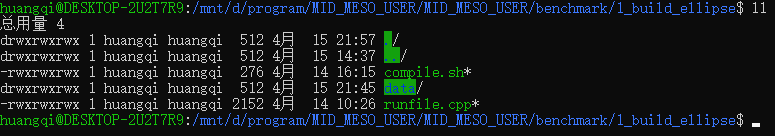 huangqi@DESKTOP-2U2T7R9:/mnt/d/program/MID_MESO_USER/MID_MESO_USER/benchmark/1_build_ellipse$ ll
总用量 4
drwxrwxrwx 1 huangqi huangqi  512 4月  15 21:57 ./
drwxrwxrwx 1 huangqi huangqi  512 4月  15 14:37 ../
-rwxrwxrwx 1 huangqi huangqi  276 4月  14 16:15 compile.sh*
drwxrwxrwx 1 huangqi huangqi  512 4月  15 21:45 data/
-rwxrwxrwx 1 huangqi huangqi 2152 4月  14 10:26 runfile.cpp*
huangqi@DESKTOP-2U2T7R9:/mnt/d/program/MID_MESO_USER/MID_MESO_USER/benchmark/1_build_ellipse$